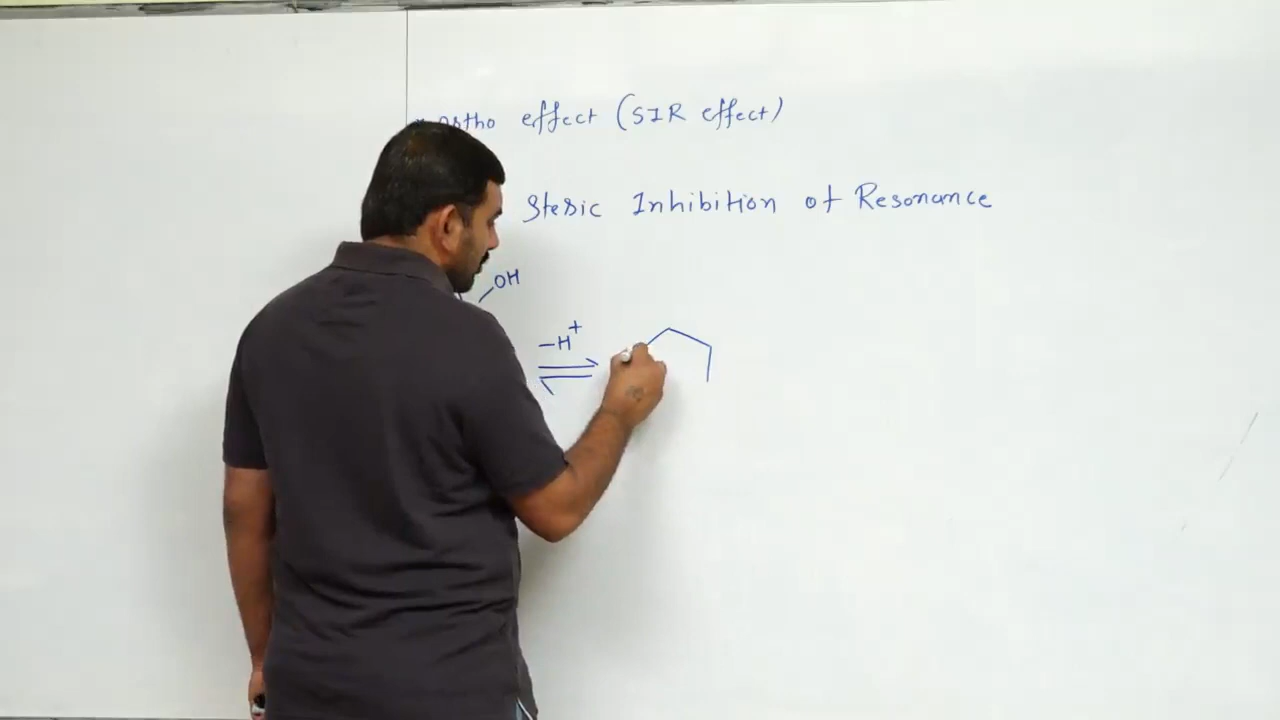 ortho effect (SIR effect)
Steric Inhibition of Resonance
OH
–H+